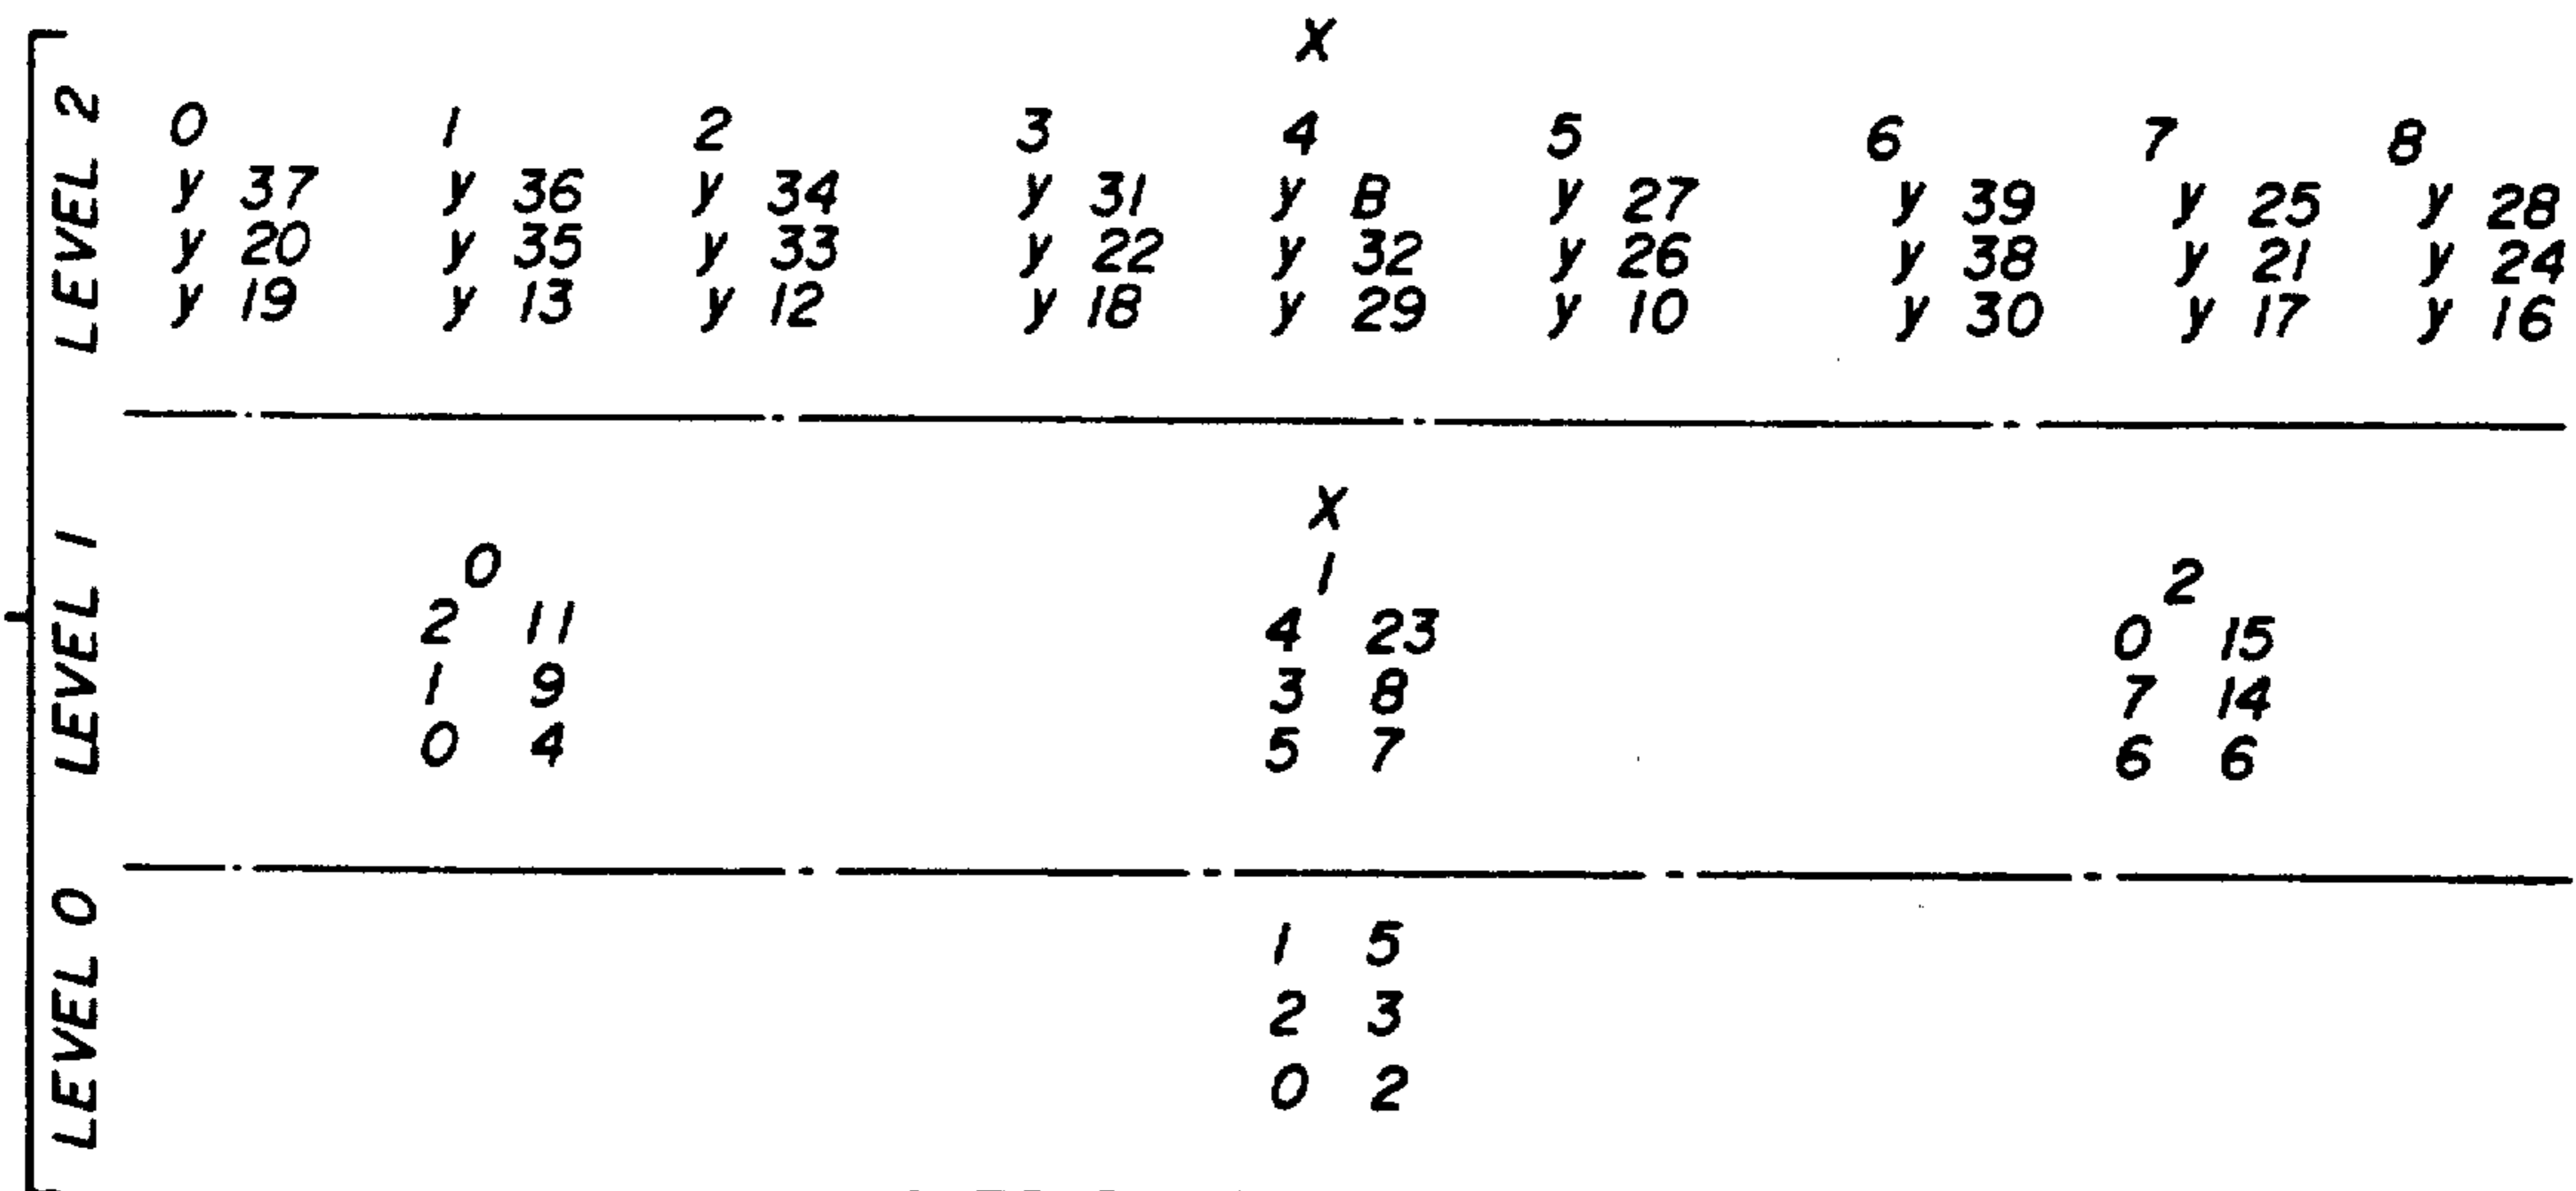 LEVEL 2
X
0 1 2 3 4 5 6 7 8
y 37 y 36 y 34 y 31 y B y 27 y 39 y 25 y 28
y 20 y 35 y 33 y 22 y 32 y 26 y 38 y 21 y 24
y 19 y 13 y 12 y 18 y 29 y 10 y 30 y 17 y 16
LEVEL 1
X
0 1 2
2 11 4 23 0 15
1 9 3 8 7 14
0 4 5 7 6 6
LEVEL 0
1 5
2 3
0 2